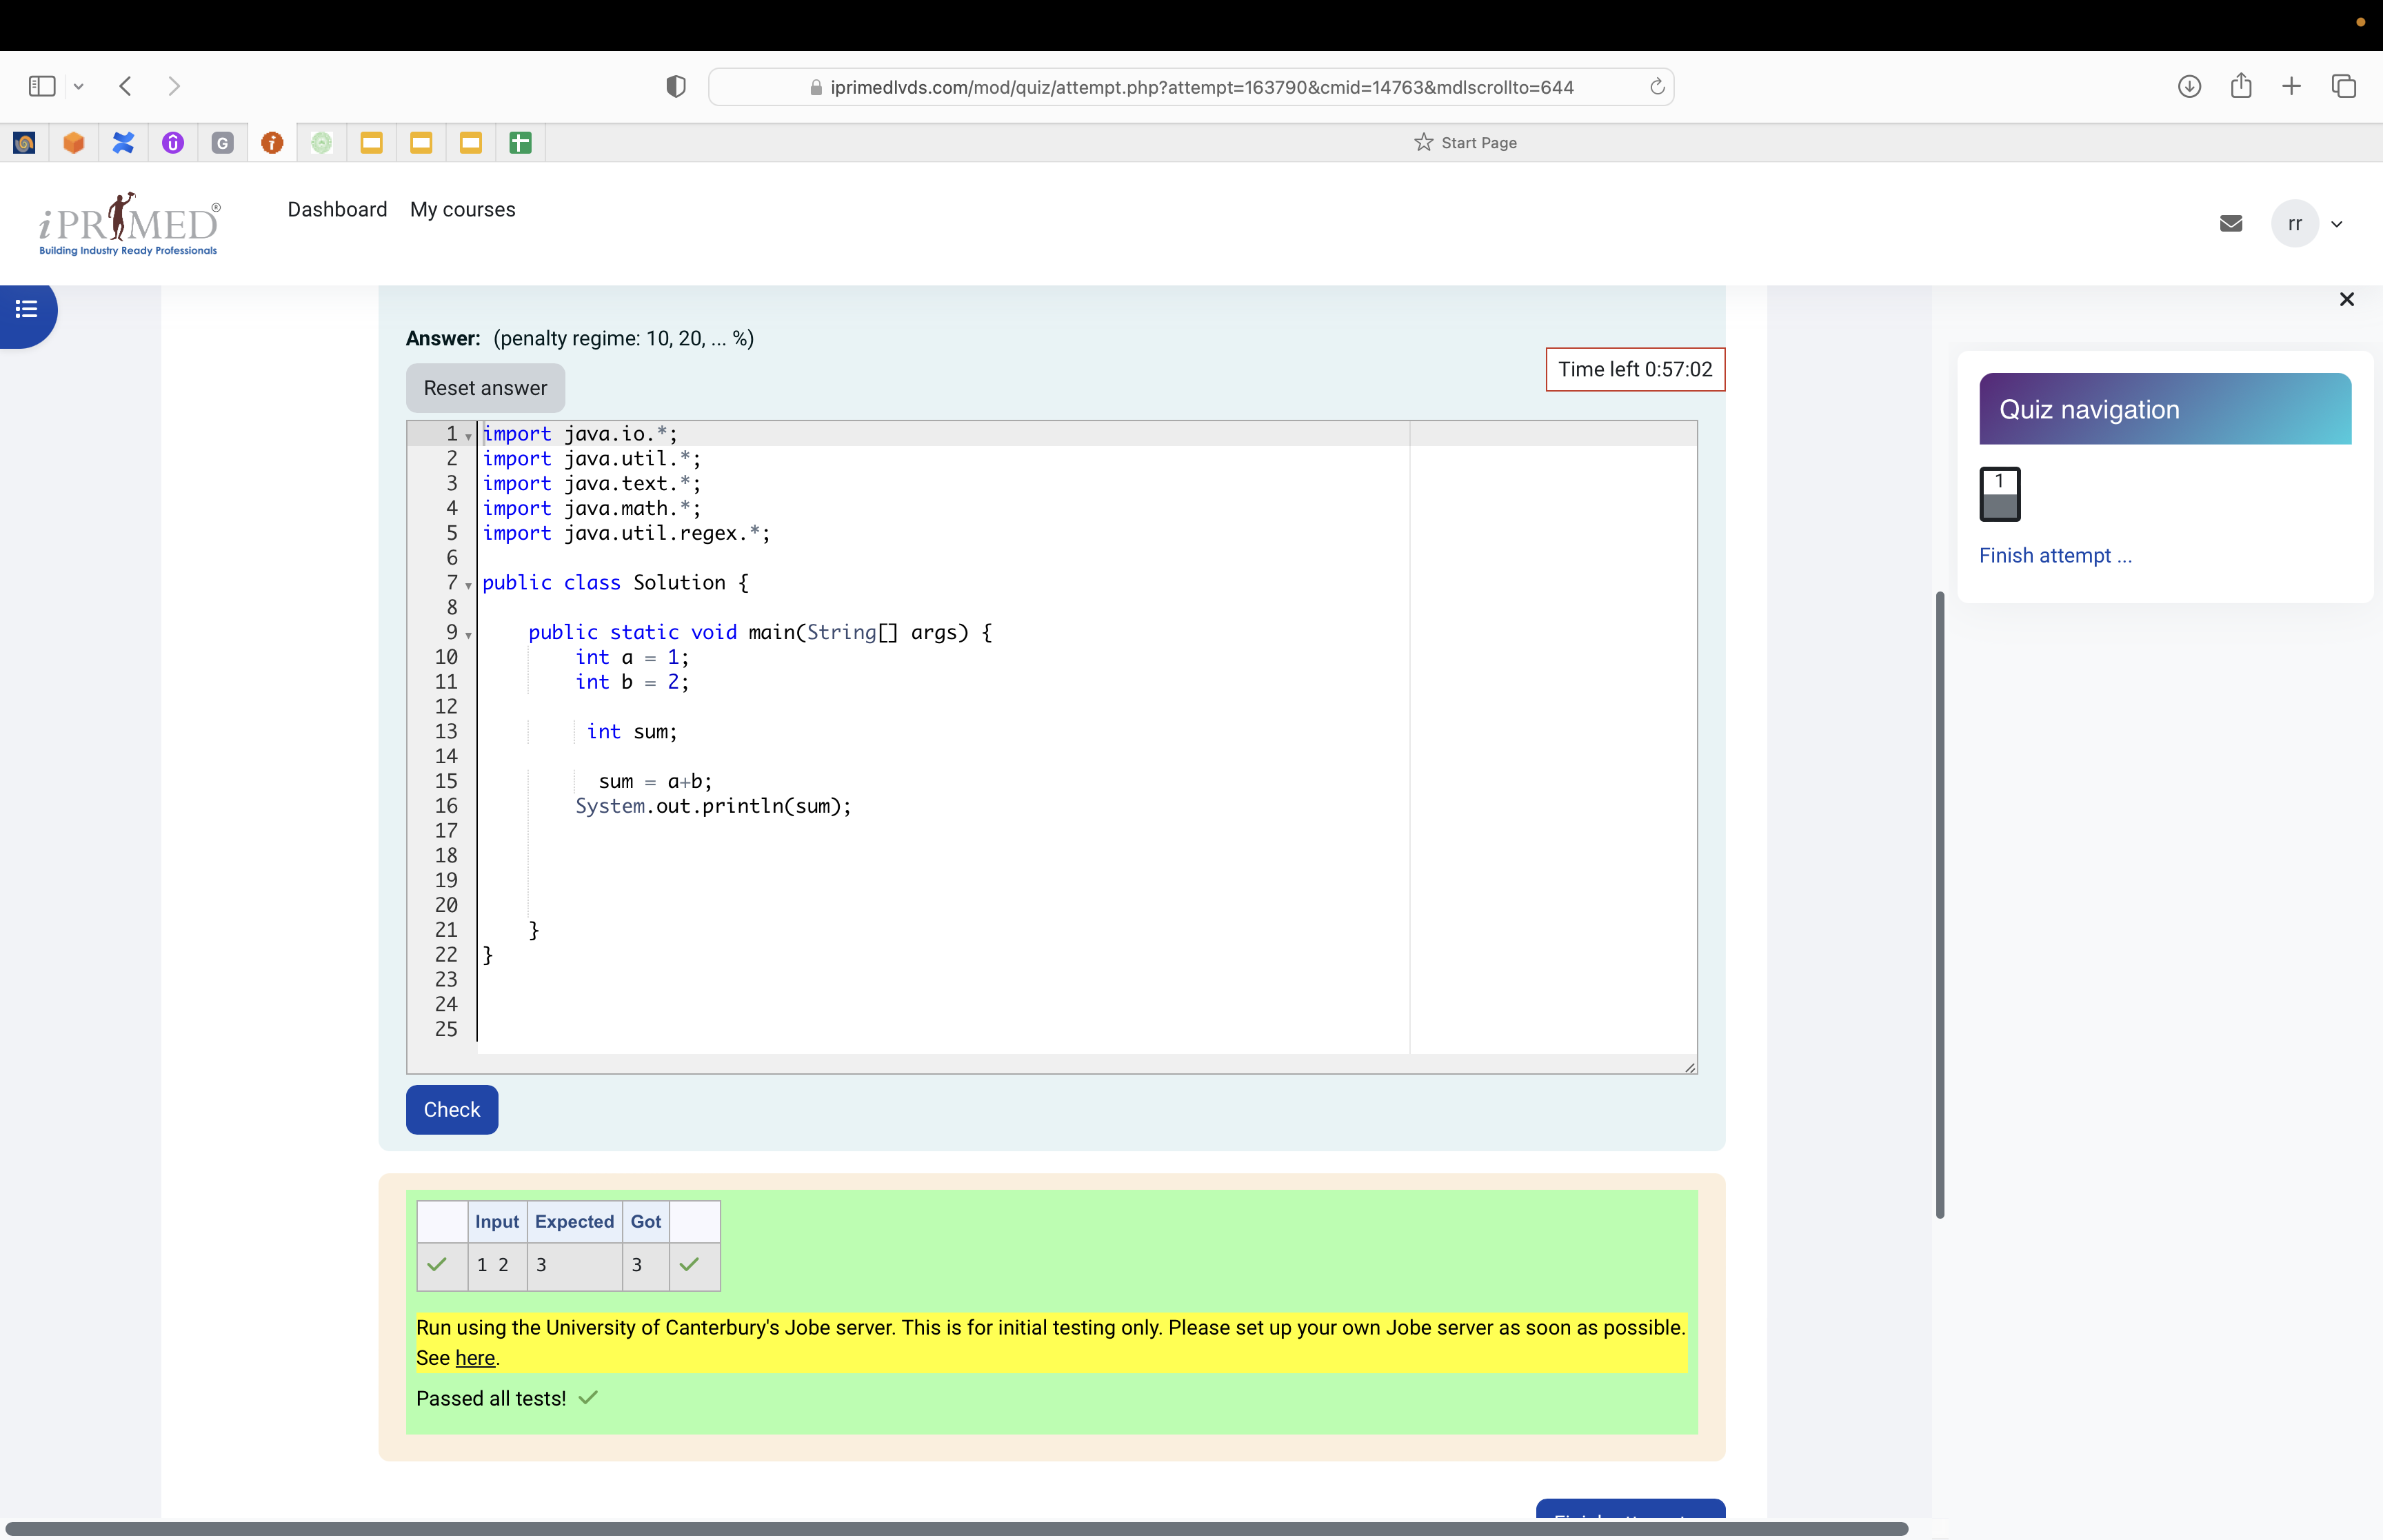 iprimedlvds.com/mod/quiz/attempt.php?attempt=163790&cmid=14763&mdlscrollto=644
G
Start Page
iPRIMED®
Building Industry Ready Professionals
Dashboard
My courses
rr
Answer: (penalty regime: 10, 20, ... %)
Time left 0:57:02
Reset answer
1 import java.io.*;
2 import java.util.*;
3 import java.text.*;
4 import java.math.*;
5 import java.util.regex.*;
6
7 public class Solution {
8
9 public static void main(String[] args) {
10 int a = 1;
11 int b = 2;
12
13 int sum;
14
15 sum = a+b;
16 System.out.println(sum);
17
18
19
20
21 }
22 }
23
24
25
Check
Input Expected Got
1 2 3 3
Run using the University of Canterbury's Jobe server. This is for initial testing only. Please set up your own Jobe server as soon as possible.
See here.
Passed all tests!
Quiz navigation
1
Finish attempt ...